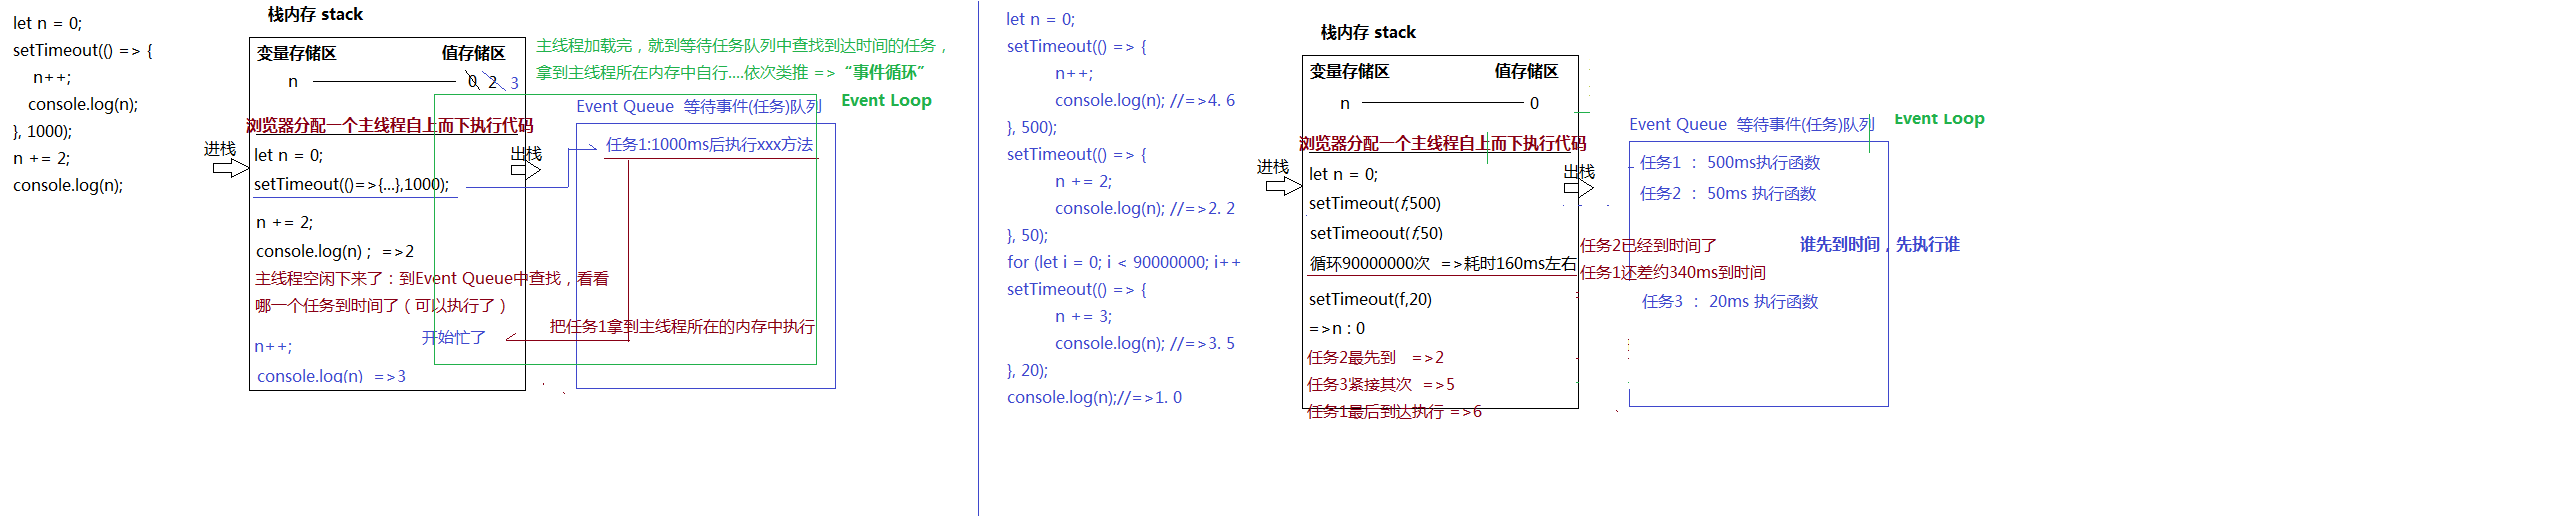 let n = 0;
setTimeout(() => {
n++;
console.log(n);
}, 1000);
n += 2;
console.log(n);
栈内存 stack
变量存储区 值存储区
n 0 2 3
浏览器分配一个主线程自上而下执行代码
进栈
出栈
let n = 0;
setTimeout(()=>{...},1000);
n += 2;
console.log(n) ; =>2
主线程空闲下来了：到Event Queue中查找，看看
哪一个任务到时间了（可以执行了）
开始忙了
n++;
console.log(n) =>3
主线程加载完，就到等待任务队列中查找到达时间的任务，
拿到主线程所在内存中自行....依次类推 => “事件循环”
Event Loop
Event Queue 等待事件(任务)队列
任务1:1000ms后执行xxx方法
把任务1拿到主线程所在的内存中执行
let n = 0;
setTimeout(() => {
n++;
console.log(n); //=>4. 6
}, 500);
setTimeout(() => {
n += 2;
console.log(n); //=>2. 2
}, 50);
for (let i = 0; i < 90000000; i++
setTimeout(() => {
n += 3;
console.log(n); //=>3. 5
}, 20);
console.log(n);//=>1. 0
栈内存 stack
变量存储区 值存储区
n 0
浏览器分配一个主线程自上而下执行代码
进栈
出栈
let n = 0;
setTimeout(f,500)
setTimeoout(f,50)
循环90000000次 =>耗时160ms左右
setTimeout(f,20)
=>n : 0
任务2最先到 =>2
任务3紧接其次 =>5
任务1最后到达执行 =>6
Event Loop
Event Queue 等待事件(任务)队列
任务1 ： 500ms执行函数
任务2 ： 50ms 执行函数
任务2已经到时间了
谁先到时间，先执行谁
任务1还差约340ms到时间
任务3 ： 20ms 执行函数